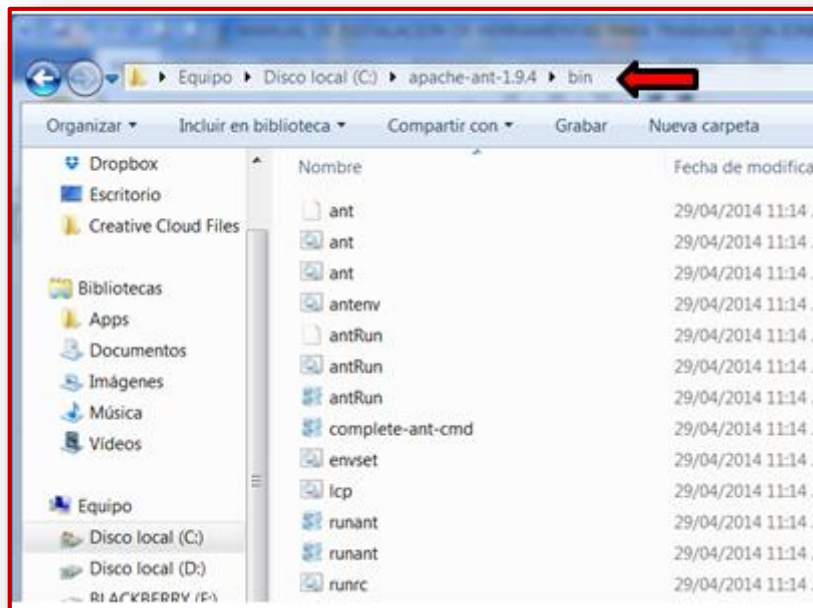 Equipo Disco local (C:) apache-ant-1.9.4 bin
Organizar Incluir en biblioteca Compartir con Grabar Nueva carpeta
Dropbox
Escritorio
Creative Cloud Files
Bibliotecas
Apps
Documentos
Imágenes
Música
Vídeos
Equipo
Disco local (C:)
Disco local (D:)
BLACKBERRY (F:)
Nombre Fecha de modifica
ant 29/04/2014 11:14
ant 29/04/2014 11:14
ant 29/04/2014 11:14
antenv 29/04/2014 11:14
antRun 29/04/2014 11:14
antRun 29/04/2014 11:14
antRun 29/04/2014 11:14
complete-ant-cmd 29/04/2014 11:14
envset 29/04/2014 11:14
lcp 29/04/2014 11:14
runant 29/04/2014 11:14
runant 29/04/2014 11:14
runrc 29/04/2014 11:14